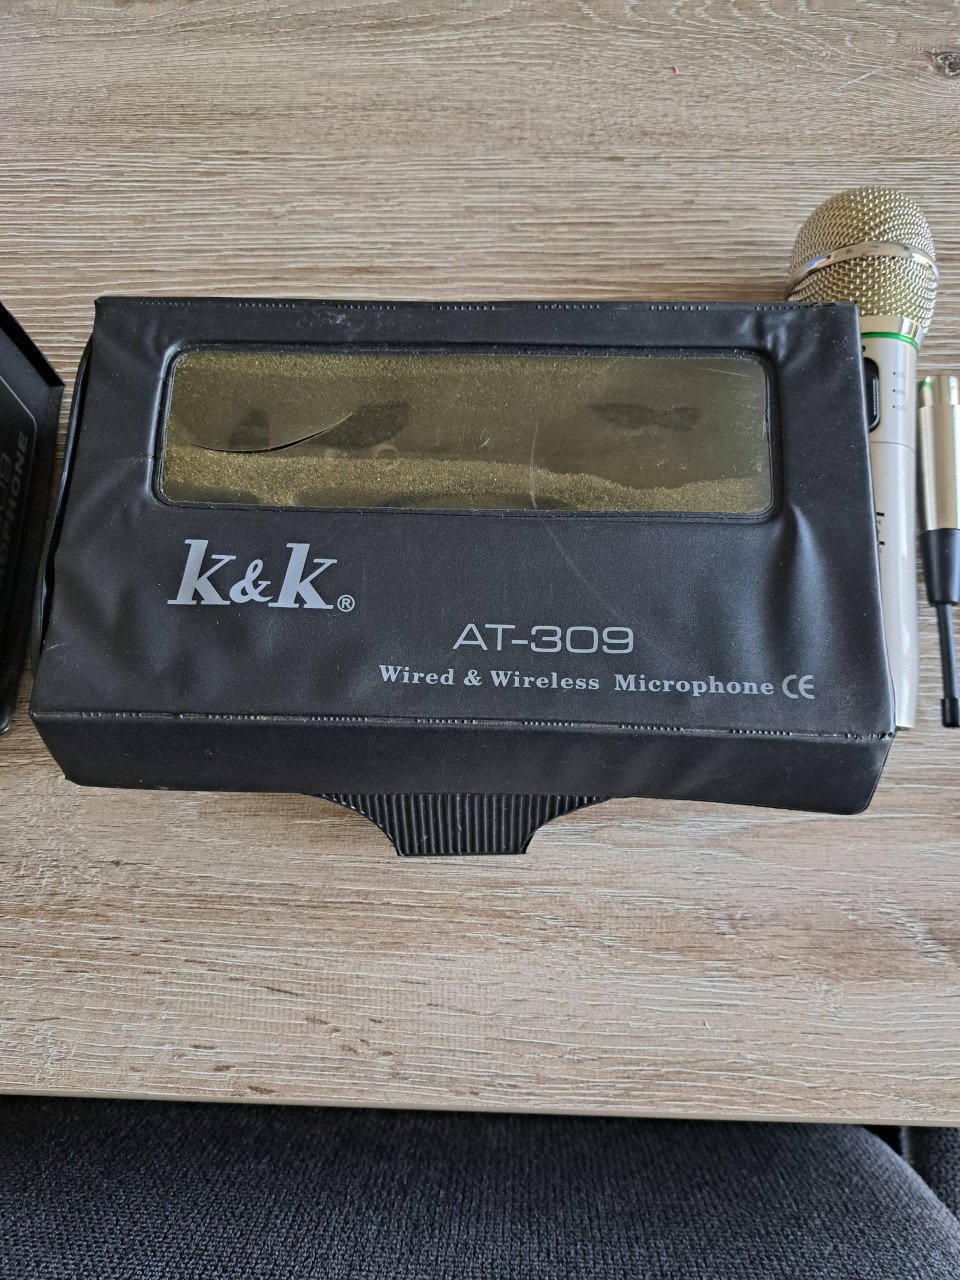 k&k®
AT-309
Wired & Wireless Microphone CE